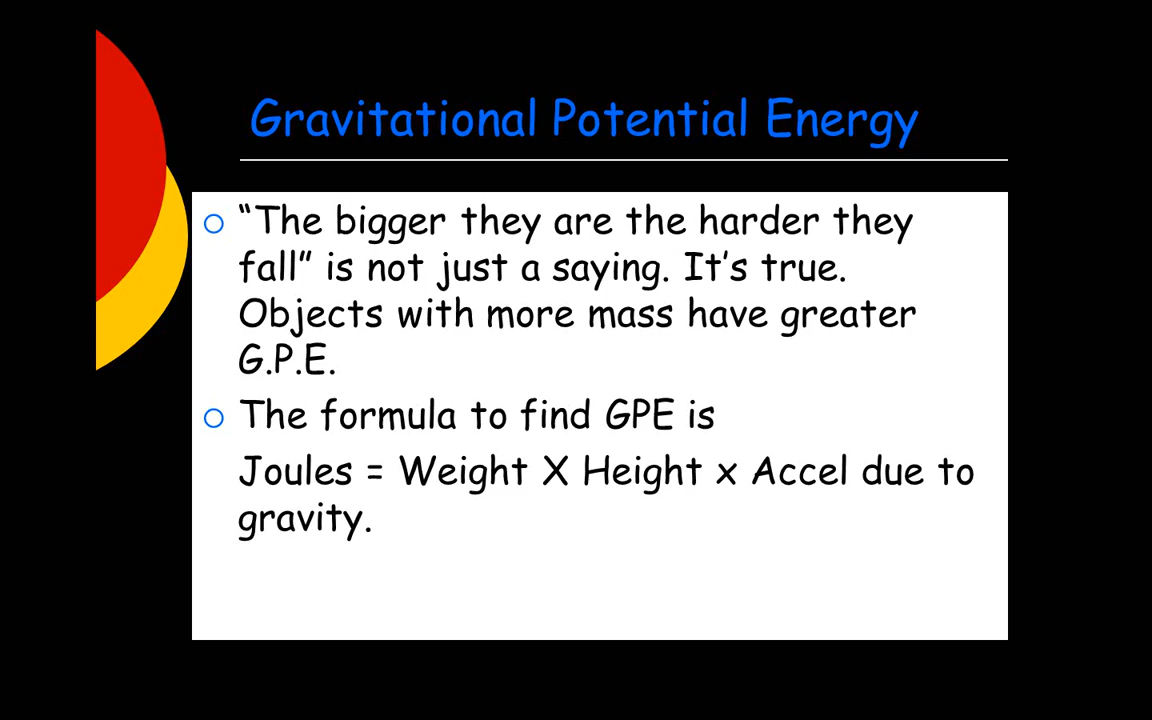 Gravitational Potential Energy
“The bigger they are the harder they
fall” is not just a saying. It’s true.
Objects with more mass have greater
G.P.E.
The formula to find GPE is
Joules = Weight X Height x Accel due to
gravity.